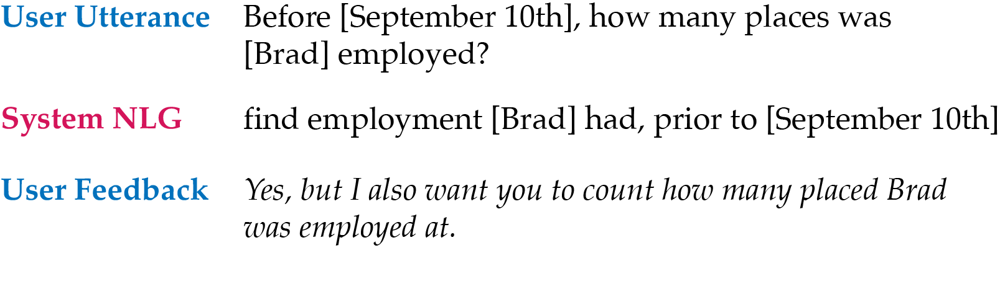 User Utterance Before [September 10th], how many places was
[Brad] employed?
System NLG find employment [Brad] had, prior to [September 10th]
User Feedback Yes, but I also want you to count how many placed Brad
was employed at.